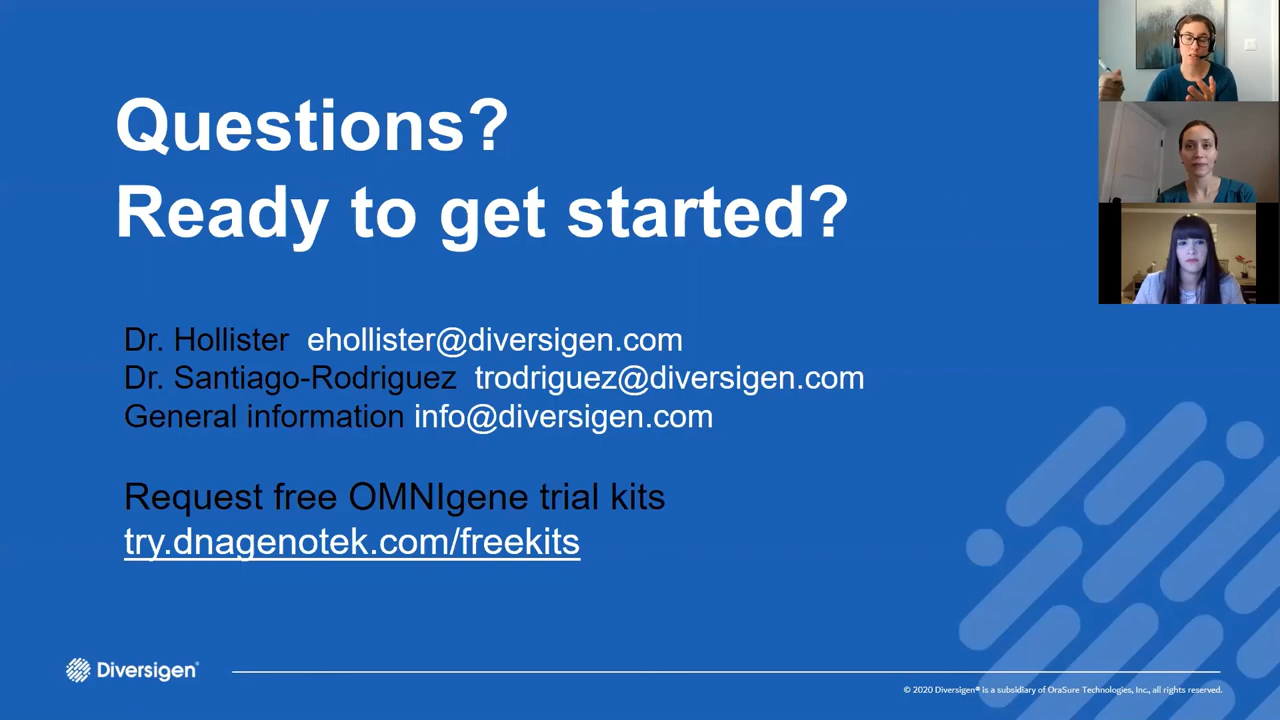 Questions?
Ready to get started?
Dr. Hollister ehollister@diversigen.com
Dr. Santiago-Rodriguez trodriguez@diversigen.com
General information info@diversigen.com
Request free OMNIgene trial kits
try.dnagenotek.com/freekits
Diversigen®
© 2020 Diversigen® is a subsidiary of OraSure Technologies, Inc., all rights reserved.